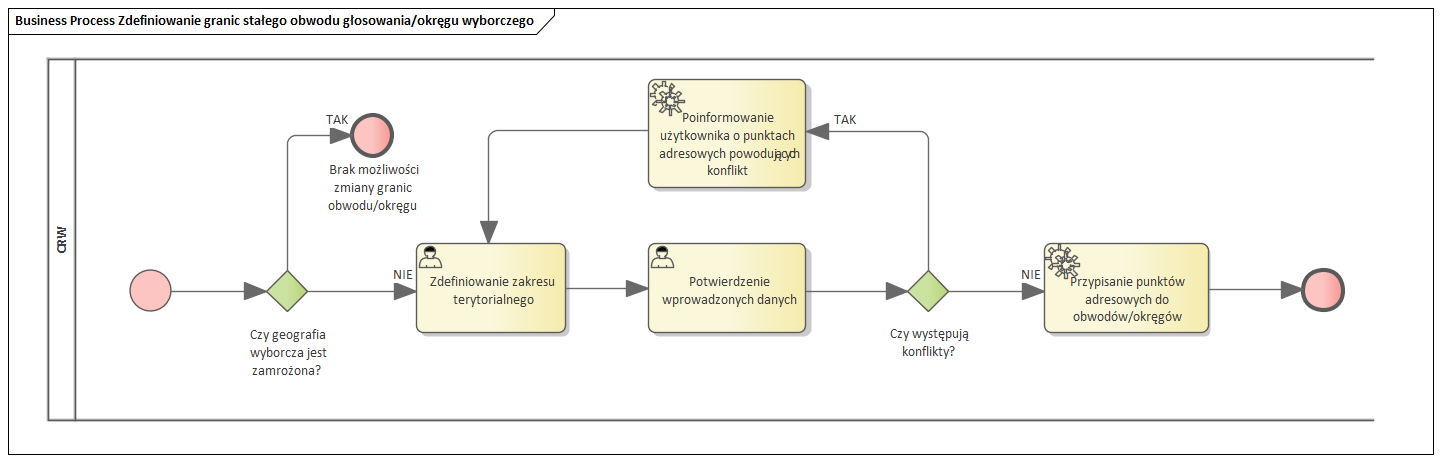 Business Process Zdefiniowanie granic stałego obwodu głosowania/okręgu wyborczego
CRW
TAK
Brak możliwości
zmiany granic
obwodu/okręgu
Poinformowanie
użytkownika o punktach
adresowych powodujących
konflikt
TAK
Czy geografia
wyborcza jest
zamrożona?
NIE
Zdefiniowanie zakresu
terytorialnego
Potwierdzenie
wprowadzonych danych
Czy występują
konflikty?
NIE
Przypisanie punktów
adresowych do
obwodów/okręgów